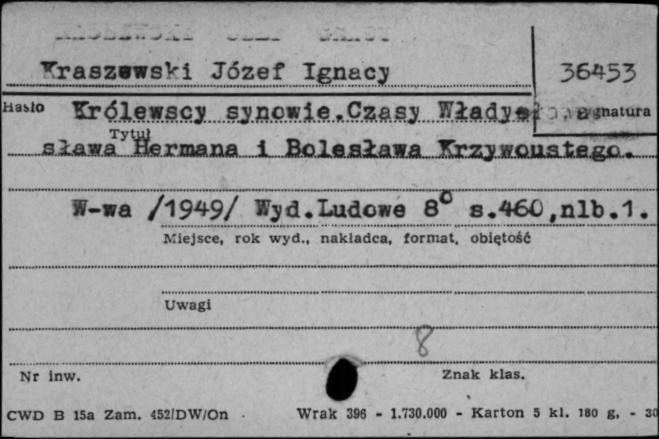 Kraszewski Józef Ignacy
36453
Hasło Królewscy synowie.Czasy Włady
Sygnatura
Tytuł
sława Hermana i Bolesława Krzywoustego.
W-wa /1949/ Wyd.Ludowe 8° s.460,nlb.1.
Miejsce, rok wyd., nakładca, format, objętość
Uwagi
8
Nr inw.
Znak klas.
CWD B 15a Zam. 452/DW/On - Wrak 396 - 1.730.000 - Karton 5 kl. 180 g, - 30